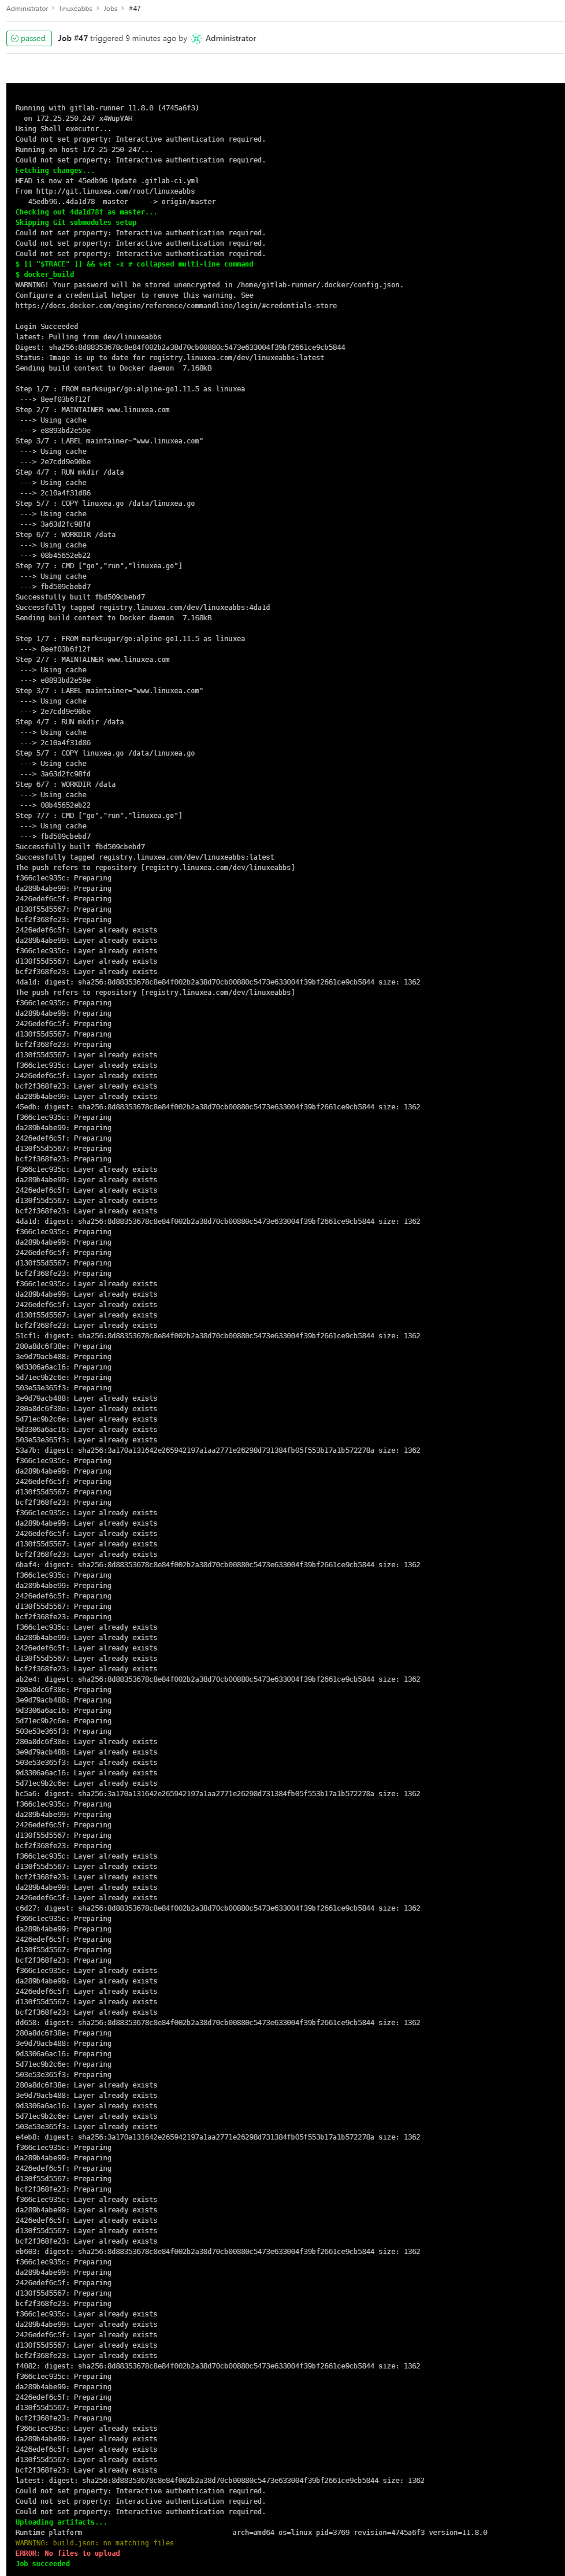 Administrator > linuxeabbs > Jobs > #47
passed Job #47 triggered 9 minutes ago by Administrator
Running with gitlab-runner 11.8.0 (4745a6f3)
  on 172.25.250.247 x4WupVAH
Using Shell executor...
Could not set property: Interactive authentication required.
Running on host-172-25-250-247...
Could not set property: Interactive authentication required.
Fetching changes...
HEAD is now at 45edb96 Update .gitlab-ci.yml
From http://git.linuxea.com/root/linuxeabbs
   45edb96..4da1d78  master     -> origin/master
Checking out 4da1d78f as master...
Skipping Git submodules setup
Could not set property: Interactive authentication required.
Could not set property: Interactive authentication required.
Could not set property: Interactive authentication required.
$ [[ "$TRACE" ]] && set -x # collapsed multi-line command
$ docker_build
WARNING! Your password will be stored unencrypted in /home/gitlab-runner/.docker/config.json.
Configure a credential helper to remove this warning. See
https://docs.docker.com/engine/reference/commandline/login/#credentials-store
Login Succeeded
latest: Pulling from dev/linuxeabbs
Digest: sha256:8d88353678c8e84f002b2a38d70cb00880c5473e633004f39bf2661ce9cb5844
Status: Image is up to date for registry.linuxea.com/dev/linuxeabbs:latest
Sending build context to Docker daemon  7.168kB
Step 1/7 : FROM marksugar/go:alpine-go1.11.5 as linuxea
 ---> 8eef03b6f12f
Step 2/7 : MAINTAINER www.linuxea.com
 ---> Using cache
 ---> e8893bd2e59e
Step 3/7 : LABEL maintainer="www.linuxea.com"
 ---> Using cache
 ---> 2e7cdd9e90be
Step 4/7 : RUN mkdir /data
 ---> Using cache
 ---> 2c10a4f31d86
Step 5/7 : COPY linuxea.go /data/linuxea.go
 ---> Using cache
 ---> 3a63d2fc98fd
Step 6/7 : WORKDIR /data
 ---> Using cache
 ---> 08b45652eb22
Step 7/7 : CMD ["go","run","linuxea.go"]
 ---> Using cache
 ---> fbd509cbebd7
Successfully built fbd509cbebd7
Successfully tagged registry.linuxea.com/dev/linuxeabbs:4da1d
Sending build context to Docker daemon  7.168kB
Step 1/7 : FROM marksugar/go:alpine-go1.11.5 as linuxea
 ---> 8eef03b6f12f
Step 2/7 : MAINTAINER www.linuxea.com
 ---> Using cache
 ---> e8893bd2e59e
Step 3/7 : LABEL maintainer="www.linuxea.com"
 ---> Using cache
 ---> 2e7cdd9e90be
Step 4/7 : RUN mkdir /data
 ---> Using cache
 ---> 2c10a4f31d86
Step 5/7 : COPY linuxea.go /data/linuxea.go
 ---> Using cache
 ---> 3a63d2fc98fd
Step 6/7 : WORKDIR /data
 ---> Using cache
 ---> 08b45652eb22
Step 7/7 : CMD ["go","run","linuxea.go"]
 ---> Using cache
 ---> fbd509cbebd7
Successfully built fbd509cbebd7
Successfully tagged registry.linuxea.com/dev/linuxeabbs:latest
The push refers to repository [registry.linuxea.com/dev/linuxeabbs]
f366c1ec935c: Preparing
da289b4abe99: Preparing
2426edef6c5f: Preparing
d130f55d5567: Preparing
bcf2f368fe23: Preparing
2426edef6c5f: Layer already exists
da289b4abe99: Layer already exists
f366c1ec935c: Layer already exists
d130f55d5567: Layer already exists
bcf2f368fe23: Layer already exists
4da1d: digest: sha256:8d88353678c8e84f002b2a38d70cb00880c5473e633004f39bf2661ce9cb5844 size: 1362
The push refers to repository [registry.linuxea.com/dev/linuxeabbs]
f366c1ec935c: Preparing
da289b4abe99: Preparing
2426edef6c5f: Preparing
d130f55d5567: Preparing
bcf2f368fe23: Preparing
d130f55d5567: Layer already exists
f366c1ec935c: Layer already exists
2426edef6c5f: Layer already exists
bcf2f368fe23: Layer already exists
da289b4abe99: Layer already exists
45edb: digest: sha256:8d88353678c8e84f002b2a38d70cb00880c5473e633004f39bf2661ce9cb5844 size: 1362
f366c1ec935c: Preparing
da289b4abe99: Preparing
2426edef6c5f: Preparing
d130f55d5567: Preparing
bcf2f368fe23: Preparing
f366c1ec935c: Layer already exists
da289b4abe99: Layer already exists
2426edef6c5f: Layer already exists
d130f55d5567: Layer already exists
bcf2f368fe23: Layer already exists
4da1d: digest: sha256:8d88353678c8e84f002b2a38d70cb00880c5473e633004f39bf2661ce9cb5844 size: 1362
f366c1ec935c: Preparing
da289b4abe99: Preparing
2426edef6c5f: Preparing
d130f55d5567: Preparing
bcf2f368fe23: Preparing
f366c1ec935c: Layer already exists
da289b4abe99: Layer already exists
2426edef6c5f: Layer already exists
d130f55d5567: Layer already exists
bcf2f368fe23: Layer already exists
51cf1: digest: sha256:8d88353678c8e84f002b2a38d70cb00880c5473e633004f39bf2661ce9cb5844 size: 1362
280a8dc6f38e: Preparing
3e9d79acb488: Preparing
9d3306a6ac16: Preparing
5d71ec9b2c6e: Preparing
503e53e365f3: Preparing
3e9d79acb488: Layer already exists
280a8dc6f38e: Layer already exists
5d71ec9b2c6e: Layer already exists
9d3306a6ac16: Layer already exists
503e53e365f3: Layer already exists
53a7b: digest: sha256:3a170a131642e265942197a1aa2771e26298d731384fb05f553b17a1b572278a size: 1362
f366c1ec935c: Preparing
da289b4abe99: Preparing
2426edef6c5f: Preparing
d130f55d5567: Preparing
bcf2f368fe23: Preparing
f366c1ec935c: Layer already exists
da289b4abe99: Layer already exists
2426edef6c5f: Layer already exists
d130f55d5567: Layer already exists
bcf2f368fe23: Layer already exists
6baf4: digest: sha256:8d88353678c8e84f002b2a38d70cb00880c5473e633004f39bf2661ce9cb5844 size: 1362
f366c1ec935c: Preparing
da289b4abe99: Preparing
2426edef6c5f: Preparing
d130f55d5567: Preparing
bcf2f368fe23: Preparing
f366c1ec935c: Layer already exists
da289b4abe99: Layer already exists
2426edef6c5f: Layer already exists
d130f55d5567: Layer already exists
bcf2f368fe23: Layer already exists
ab2e4: digest: sha256:8d88353678c8e84f002b2a38d70cb00880c5473e633004f39bf2661ce9cb5844 size: 1362
280a8dc6f38e: Preparing
3e9d79acb488: Preparing
9d3306a6ac16: Preparing
5d71ec9b2c6e: Preparing
503e53e365f3: Preparing
280a8dc6f38e: Layer already exists
3e9d79acb488: Layer already exists
503e53e365f3: Layer already exists
9d3306a6ac16: Layer already exists
5d71ec9b2c6e: Layer already exists
bc5a6: digest: sha256:3a170a131642e265942197a1aa2771e26298d731384fb05f553b17a1b572278a size: 1362
f366c1ec935c: Preparing
da289b4abe99: Preparing
2426edef6c5f: Preparing
d130f55d5567: Preparing
bcf2f368fe23: Preparing
f366c1ec935c: Layer already exists
d130f55d5567: Layer already exists
bcf2f368fe23: Layer already exists
da289b4abe99: Layer already exists
2426edef6c5f: Layer already exists
c6d27: digest: sha256:8d88353678c8e84f002b2a38d70cb00880c5473e633004f39bf2661ce9cb5844 size: 1362
f366c1ec935c: Preparing
da289b4abe99: Preparing
2426edef6c5f: Preparing
d130f55d5567: Preparing
bcf2f368fe23: Preparing
f366c1ec935c: Layer already exists
da289b4abe99: Layer already exists
2426edef6c5f: Layer already exists
d130f55d5567: Layer already exists
bcf2f368fe23: Layer already exists
dd658: digest: sha256:8d88353678c8e84f002b2a38d70cb00880c5473e633004f39bf2661ce9cb5844 size: 1362
280a8dc6f38e: Preparing
3e9d79acb488: Preparing
9d3306a6ac16: Preparing
5d71ec9b2c6e: Preparing
503e53e365f3: Preparing
280a8dc6f38e: Layer already exists
3e9d79acb488: Layer already exists
9d3306a6ac16: Layer already exists
5d71ec9b2c6e: Layer already exists
503e53e365f3: Layer already exists
e4eb8: digest: sha256:3a170a131642e265942197a1aa2771e26298d731384fb05f553b17a1b572278a size: 1362
f366c1ec935c: Preparing
da289b4abe99: Preparing
2426edef6c5f: Preparing
d130f55d5567: Preparing
bcf2f368fe23: Preparing
f366c1ec935c: Layer already exists
da289b4abe99: Layer already exists
2426edef6c5f: Layer already exists
d130f55d5567: Layer already exists
bcf2f368fe23: Layer already exists
eb603: digest: sha256:8d88353678c8e84f002b2a38d70cb00880c5473e633004f39bf2661ce9cb5844 size: 1362
f366c1ec935c: Preparing
da289b4abe99: Preparing
2426edef6c5f: Preparing
d130f55d5567: Preparing
bcf2f368fe23: Preparing
f366c1ec935c: Layer already exists
da289b4abe99: Layer already exists
2426edef6c5f: Layer already exists
d130f55d5567: Layer already exists
bcf2f368fe23: Layer already exists
f4082: digest: sha256:8d88353678c8e84f002b2a38d70cb00880c5473e633004f39bf2661ce9cb5844 size: 1362
f366c1ec935c: Preparing
da289b4abe99: Preparing
2426edef6c5f: Preparing
d130f55d5567: Preparing
bcf2f368fe23: Preparing
f366c1ec935c: Layer already exists
da289b4abe99: Layer already exists
2426edef6c5f: Layer already exists
d130f55d5567: Layer already exists
bcf2f368fe23: Layer already exists
latest: digest: sha256:8d88353678c8e84f002b2a38d70cb00880c5473e633004f39bf2661ce9cb5844 size: 1362
Could not set property: Interactive authentication required.
Could not set property: Interactive authentication required.
Could not set property: Interactive authentication required.
Uploading artifacts...
Runtime platform                                    arch=amd64 os=linux pid=3769 revision=4745a6f3 version=11.8.0
WARNING: build.json: no matching files
ERROR: No files to upload
Job succeeded